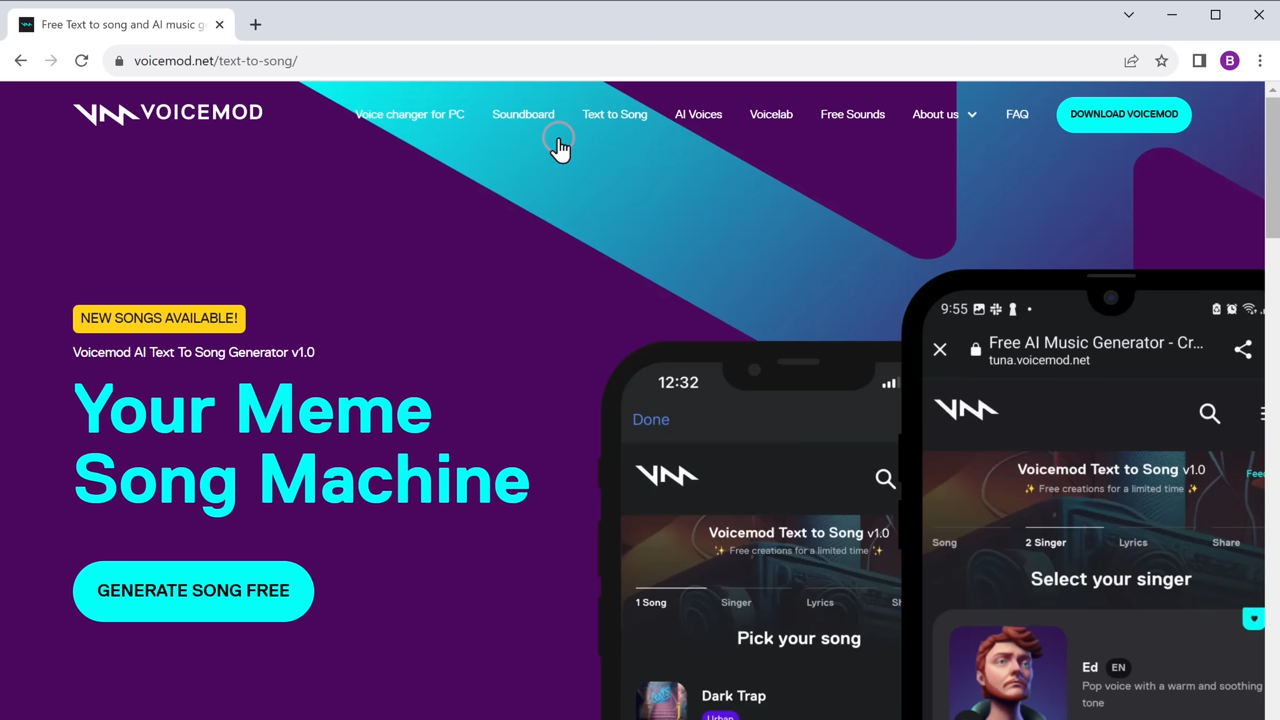 Free Text to song and AI music g
voicemod.net/text-to-song/
B
VOICEMOD
Voice changer for PC
Soundboard
Text to Song
AI Voices
Voicelab
Free Sounds
About us
FAQ
DOWNLOAD VOICEMOD
NEW SONGS AVAILABLE!
Voicemod AI Text To Song Generator v1.0
Your Meme
Song Machine
GENERATE SONG FREE
12:32
Done
Voicemod Text to Song v1.0
✨ Free creations for a limited time ✨
1 Song
Singer
Lyrics
Pick your song
Dark Trap
Urban
9:55
Free AI Music Generator - Cr...
tuna.voicemod.net
Voicemod Text to Song v1.0
✨ Free creations for a limited time ✨
Song
2 Singer
Lyrics
Share
Select your singer
Ed EN
Pop voice with a warm and soothing
tone